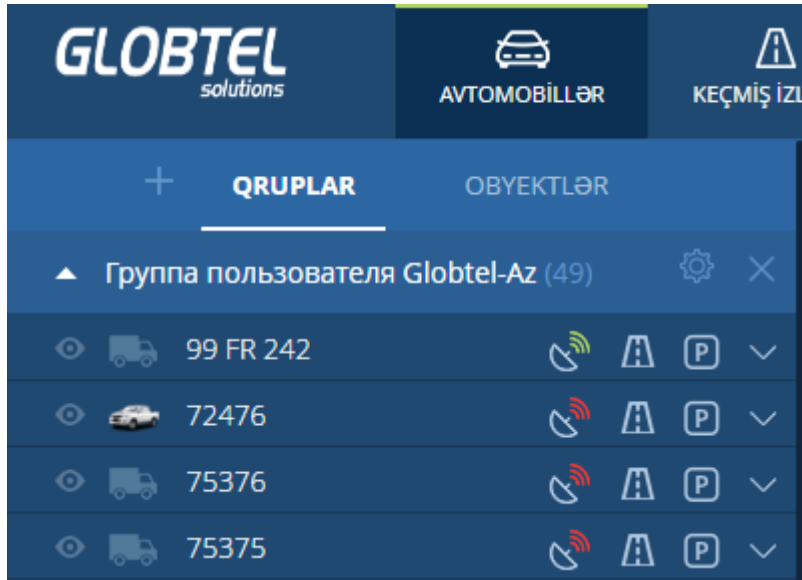 GLOBTEL
solutions
AVTOMOBİLLƏR
KEÇMİŞ İZL
QRUPLAR
OBYEKTLƏR
Группа пользователя Globtel-Az (49)
99 FR 242
P
72476
P
75376
P
75375
P